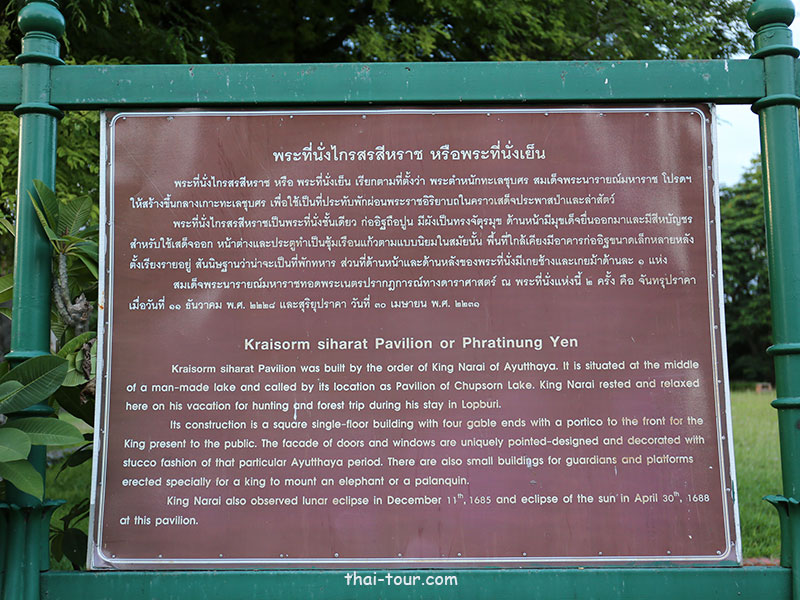 พระที่นั่งไกรสรสีหราช หรือพระที่นั่งเย็น
พระที่นั่งไกรสรสีหราช หรือ พระที่นั่งเย็น เรียกตามที่ตั้งว่า พระตำหนักทะเลชุบศร สมเด็จพระนารายณ์มหาราช โปรดฯ
ให้สร้างขึ้นกลางเกาะทะเลชุบศร เพื่อใช้เป็นที่ประทับพักผ่อนพระราชอิริยาบถในคราวเสด็จประพาสป่าและล่าสัตว์
พระที่นั่งไกรสรสีหราชเป็นพระที่นั่งชั้นเดียว ก่ออิฐถือปูน มีผังเป็นทรงจัตุรมุข ด้านหน้ามีมุขเด็จยื่นออกมาและมีสีหบัญชร
สำหรับใช้เสด็จออก หน้าต่างและประตูทำเป็นซุ้มเรือนแก้วตามแบบนิยมในสมัยนั้น พื้นที่ใกล้เคียงมีอาคารก่ออิฐขนาดเล็กหลายหลัง
ตั้งเรียงรายอยู่ สันนิษฐานว่าน่าจะเป็นที่พักทหาร ส่วนที่ด้านหน้าและด้านหลังของพระที่นั่งมีเกยช้างและเกยม้าด้านละ ๑ แห่ง
สมเด็จพระนารายณ์มหาราชทอดพระเนตรปรากฏการณ์ทางดาราศาสตร์ ณ พระที่นั่งแห่งนี้ ๒ ครั้ง คือ จันทรุปราคา
เมื่อวันที่ ๑๑ ธันวาคม พ.ศ. ๒๒๒๘ และสุริยุปราคา วันที่ ๓๐ เมษายน พ.ศ. ๒๒๓๑
Kraisorm siharat Pavilion or Phratinung Yen
Kraisorm siharat Pavilion was built by the order of King Narai of Ayutthaya. It is situated at the middle
of a man-made lake and called by its location as Pavilion of Chupsorn Lake. King Narai rested and relaxed
here on his vacation for hunting and forest trip during his stay in Lopburi.
Its construction is a square single-floor building with four gable ends with a portico to the front for the
King present to the public. The facade of doors and windows are uniquely pointed-designed and decorated with
stucco fashion of that particular Ayutthaya period. There are also small buildings for guardians and platforms
erected specially for a king to mount an elephant or a palanquin.
King Narai also observed lunar eclipse in December 11th, 1685 and eclipse of the sun in April 30th, 1688
at this pavilion.
thai-tour.com